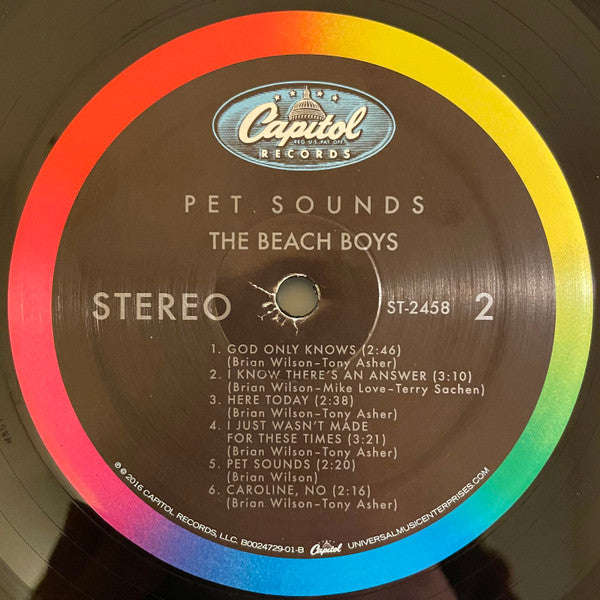 Capitol
REG. U.S. PAT. OFF.
RECORDS
PET SOUNDS
THE BEACH BOYS
STEREO
ST-2458 2
1. GOD ONLY KNOWS (2:46)
(Brian Wilson–Tony Asher)
2. I KNOW THERE'S AN ANSWER (3:10)
(Brian Wilson–Mike Love–Terry Sachen)
3. HERE TODAY (2:38)
(Brian Wilson–Tony Asher)
4. I JUST WASN'T MADE
FOR THESE TIMES (3:21)
(Brian Wilson–Tony Asher)
5. PET SOUNDS (2:20)
(Brian Wilson)
6. CAROLINE, NO (2:16)
(Brian Wilson–Tony Asher)
℗ © 2016 CAPITOL RECORDS, LLC. B0024729-01-B Capitol UNIVERSALMUSICENTERPRISES.COM